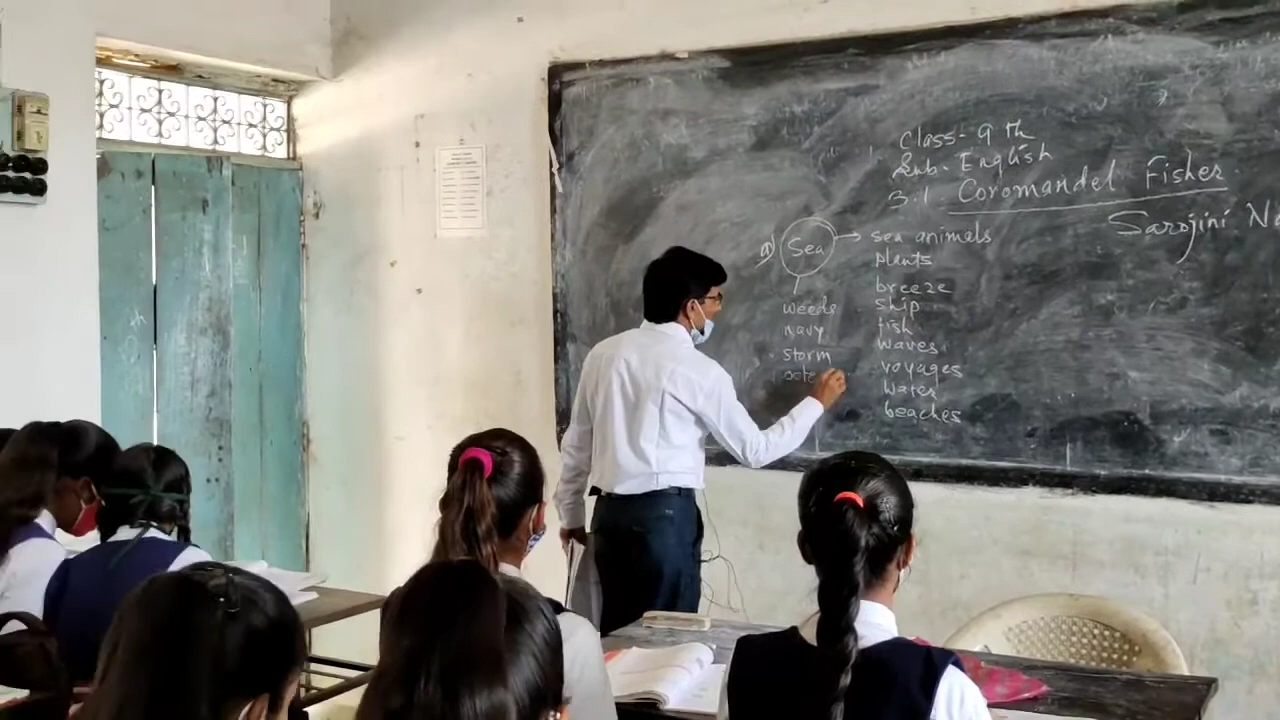 Class- 9 th
Sub- English
3.1. Coromandel Fisher
Sarojini
a) Sea → sea animals
plants
breeze
ship
fish
waves
voyages
water
beaches
weeds
navy
storm